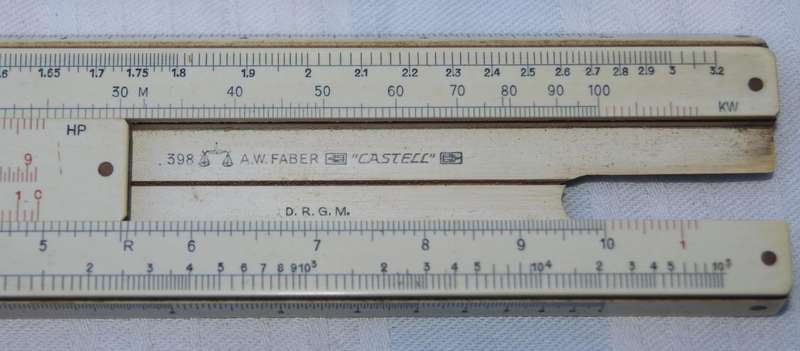 1.65 1.7 1.75 1.8 1.9 2 2.1 2.2 2.3 2.4 2.5 2.6 2.7 2.8 2.9 3 3.2
30 M 40 50 60 70 80 90 100
KW
HP
.398 A.W. FABER "CASTELL"
9
1 C
D. R. G. M.
5 R 6 7 8 9 10 1
2 3 4 5 6 7 8 9 10³ 2 3 4 5 10⁴ 2 3 4 5 10⁵